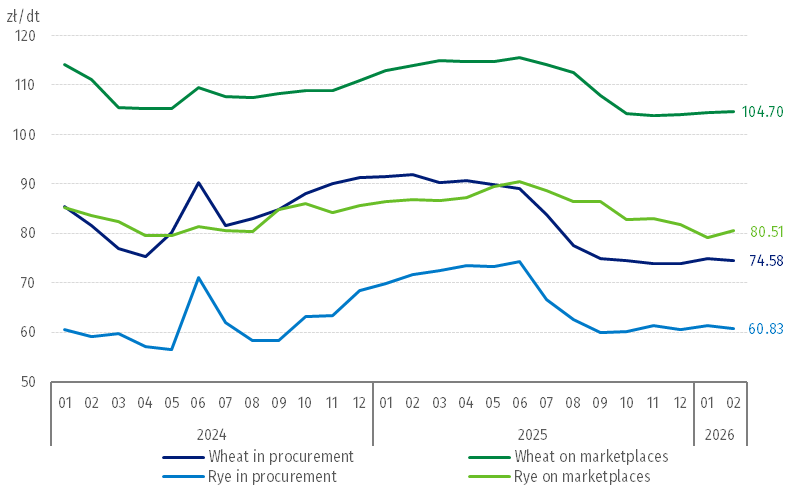 zł/dt
120
110
104.70
100
90
80
80.51
74.58
70
60
60.83
50
01 02 03 04 05 06 07 08 09 10 11 12 01 02 03 04 05 06 07 08 09 10 11 12 01 02
2024 2025 2026
Wheat in procurement Wheat on marketplaces
Rye in procurement Rye on marketplaces